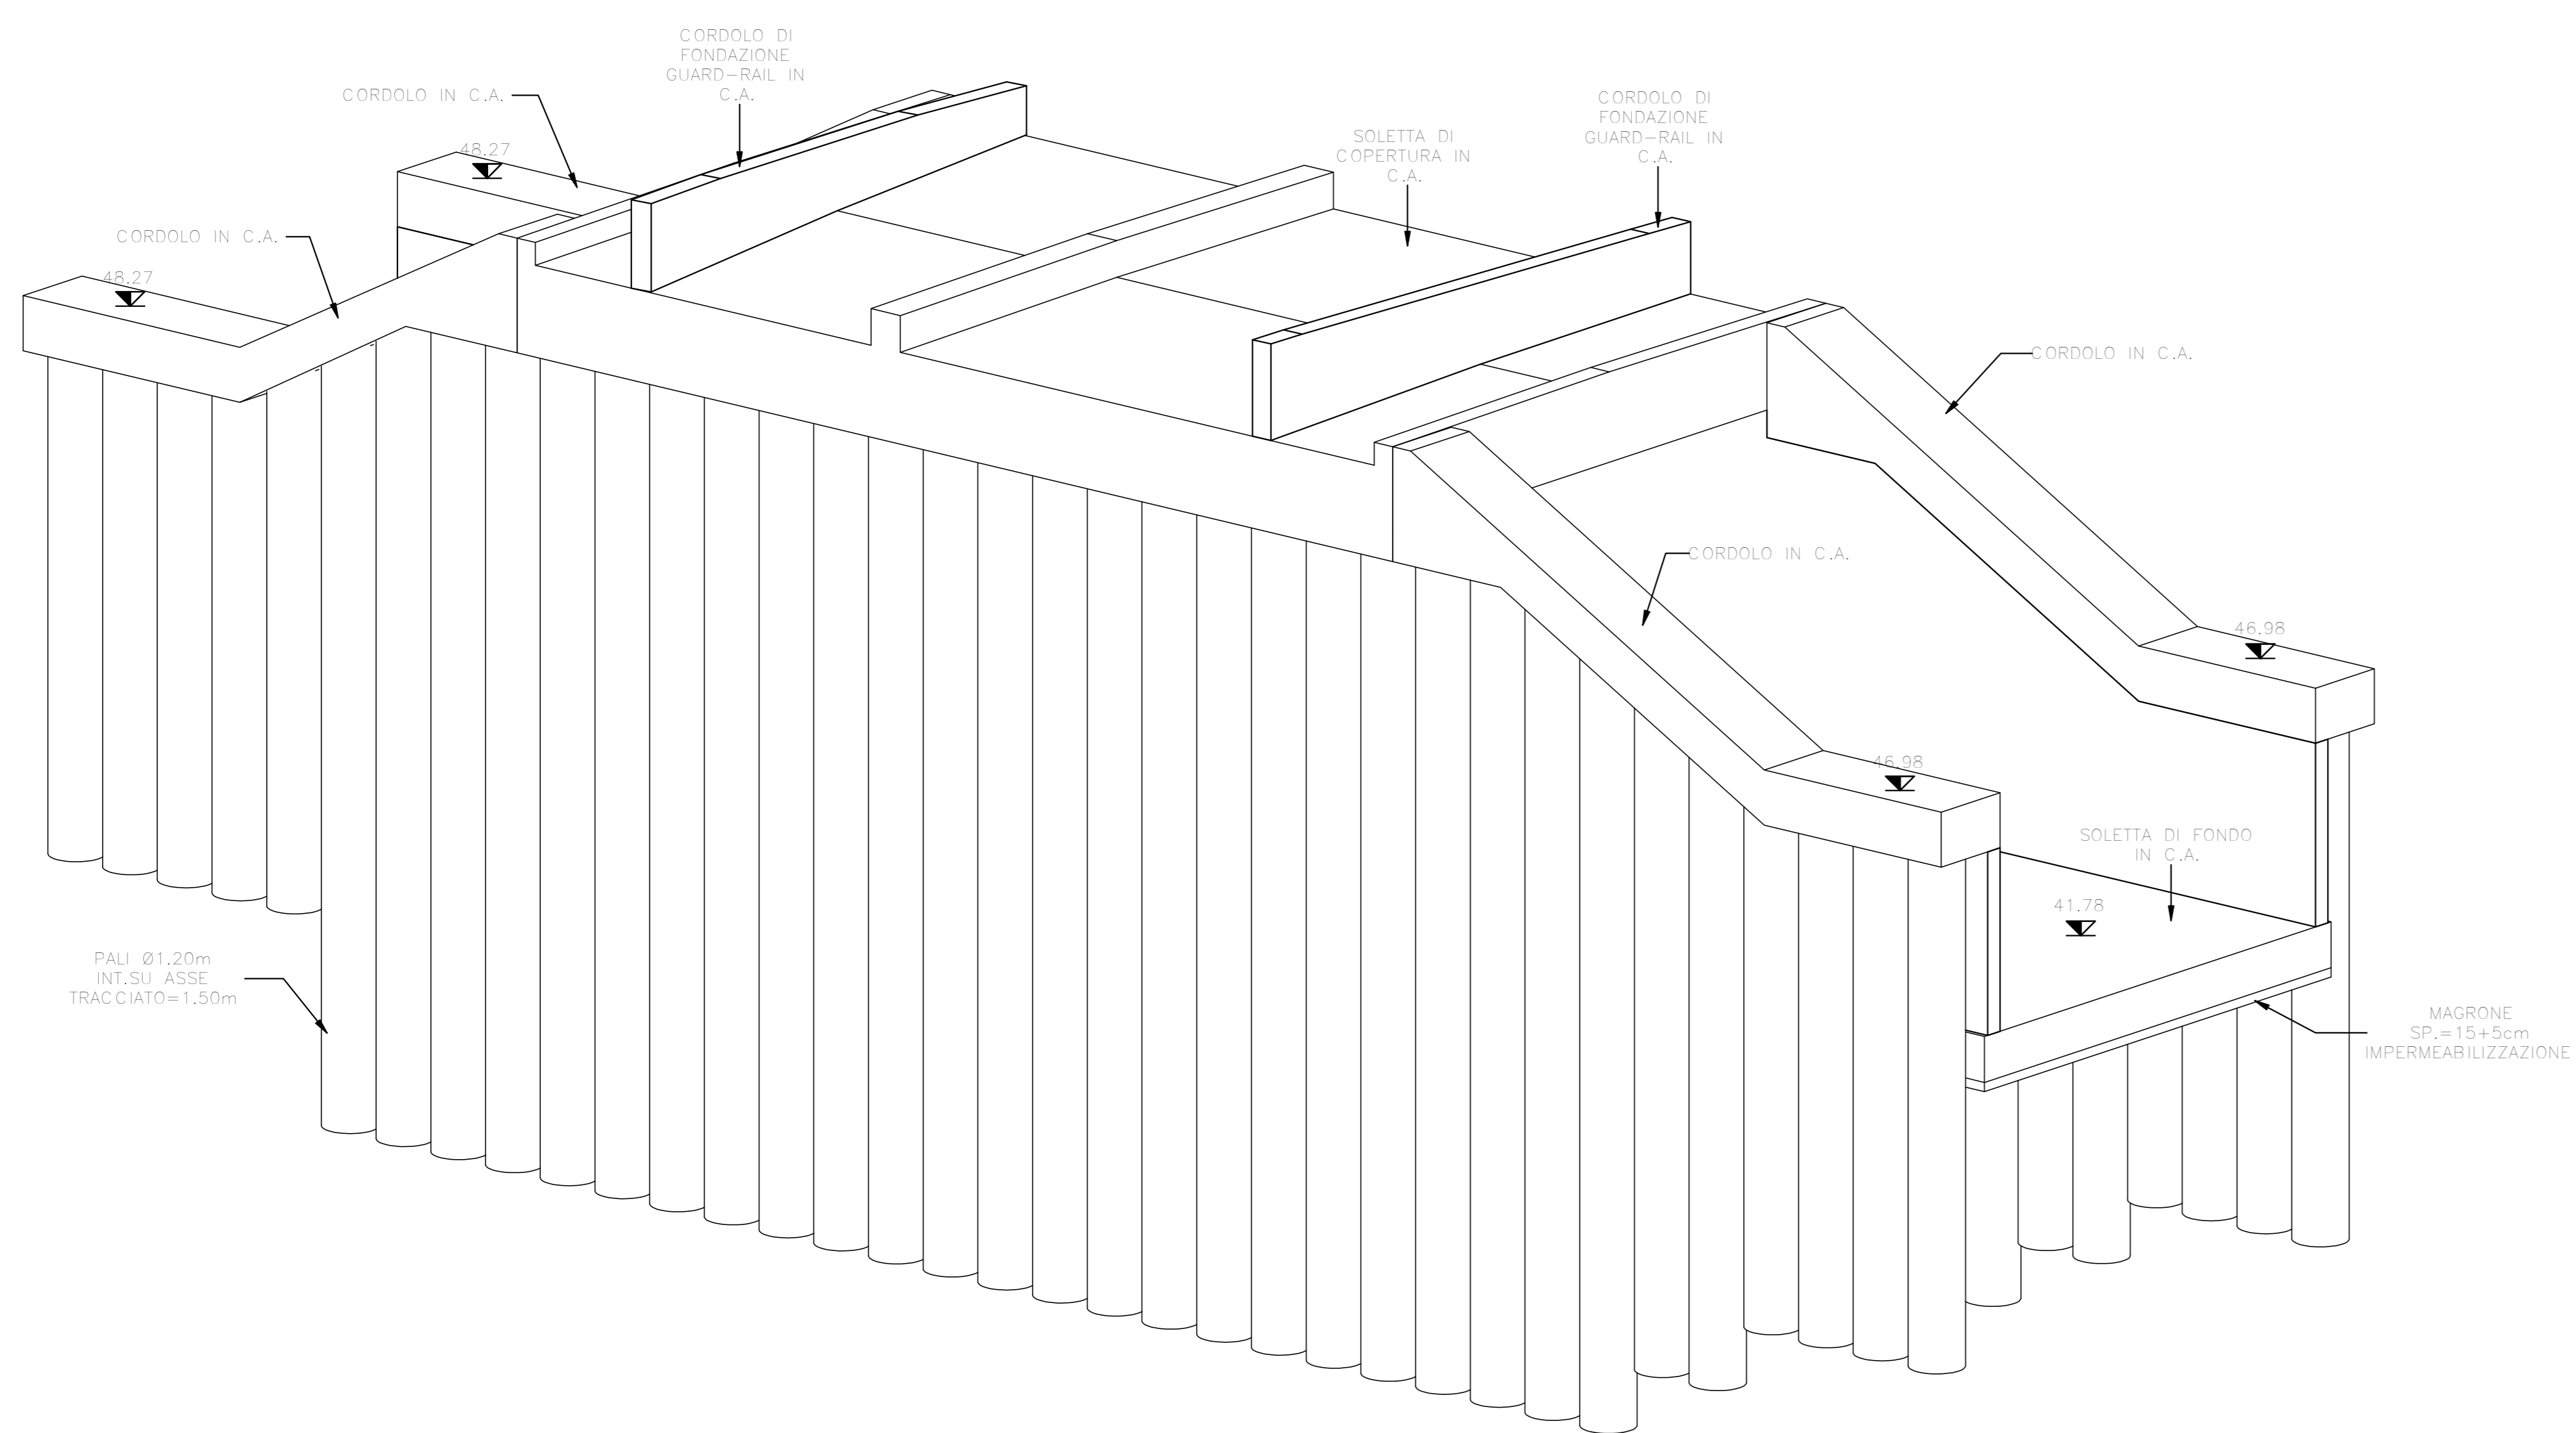 CORDOLO DI
FONDAZIONE
GUARD-RAIL IN
C.A.
CORDOLO IN C.A.
48.27
CORDOLO DI
FONDAZIONE
GUARD-RAIL IN
C.A.
SOLETTA DI
COPERTURA IN
C.A.
CORDOLO IN C.A.
48.27
CORDOLO IN C.A.
CORDOLO IN C.A.
46.98
46.98
SOLETTA DI FONDO
IN C.A.
41.78
PALI Ø1.20m
INT.SU ASSE
TRACCIATO=1.50m
MAGRONE
SP.=15+5cm
IMPERMEABILIZZAZIONE